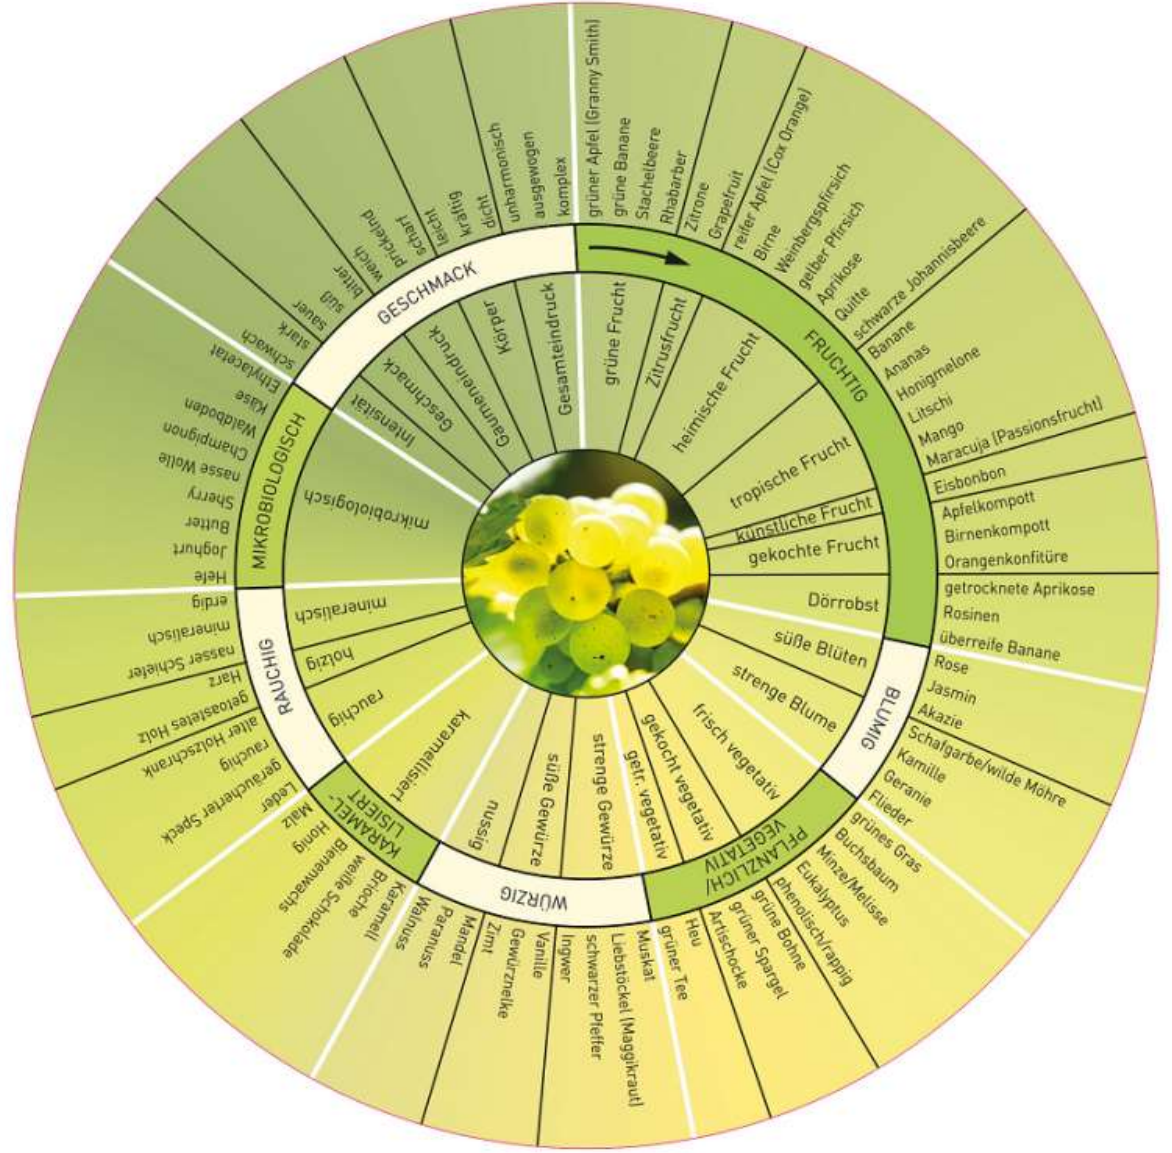 GESCHMACK
FRUCHTIG
BLUMIG
PFLANZLICH/
VEGETATIV
WÜRZIG
KARAMEL-
LISIERT
RAUCHIG
MIKROBIOLOGISCH
grüne Frucht
Zitrusfrucht
heimische Frucht
tropische Frucht
künstliche Frucht
gekochte Frucht
Dörrobst
süße Blüten
strenge Blume
frisch vegetativ
gekocht vegetativ
getr. vegetativ
strenge Gewürze
süße Gewürze
nussig
karamellisiert
rauchig
holzig
mineralisch
mikrobiologisch
Intensität
Geschmack
Gaumeneindruck
Körper
Gesamteindruck
grüner Apfel (Granny Smith)
grüne Banane
Stachelbeere
Rhabarber
Zitrone
Grapefruit
reifer Apfel (Cox Orange)
Birne
Weinbergspfirsich
gelber Pfirsich
Aprikose
Quitte
schwarze Johannisbeere
Banane
Ananas
Honigmelone
Litschi
Mango
Maracuja (Passionsfrucht)
Eisbonbon
Apfelkompott
Birnenkompott
Orangenkonfitüre
getrocknete Aprikose
Rosinen
überreife Banane
Rose
Jasmin
Akazie
Schafgarbe/wilde Möhre
Kamille
Geranie
Flieder
grünes Gras
Buchsbaum
Minze/Melisse
Eukalyptus
phenolisch/rappig
grüne Bohne
grüner Spargel
Artischocke
Heu
grüner Tee
Muskat
Liebstöckel (Maggikraut)
schwarzer Pfeffer
Ingwer
Vanille
Gewürznelke
Zimt
Mandel
Paranuss
Walnuss
Karamell
Brioche
weiße Schokolade
Bienenwachs
Honig
Malz
Leder
geräucherter Speck
rauchig
alter Holzschrank
getoastetes Holz
Harz
nasser Schiefer
mineralisch
erdig
Hefe
Joghurt
Butter
Sherry
nasse Wolle
Champignon
Waldboden
Käse
Ethylacetat
schwach
stark
sauer
süß
bitter
weich
prickelnd
scharf
leicht
kräftig
dicht
unharmonisch
ausgewogen
komplex